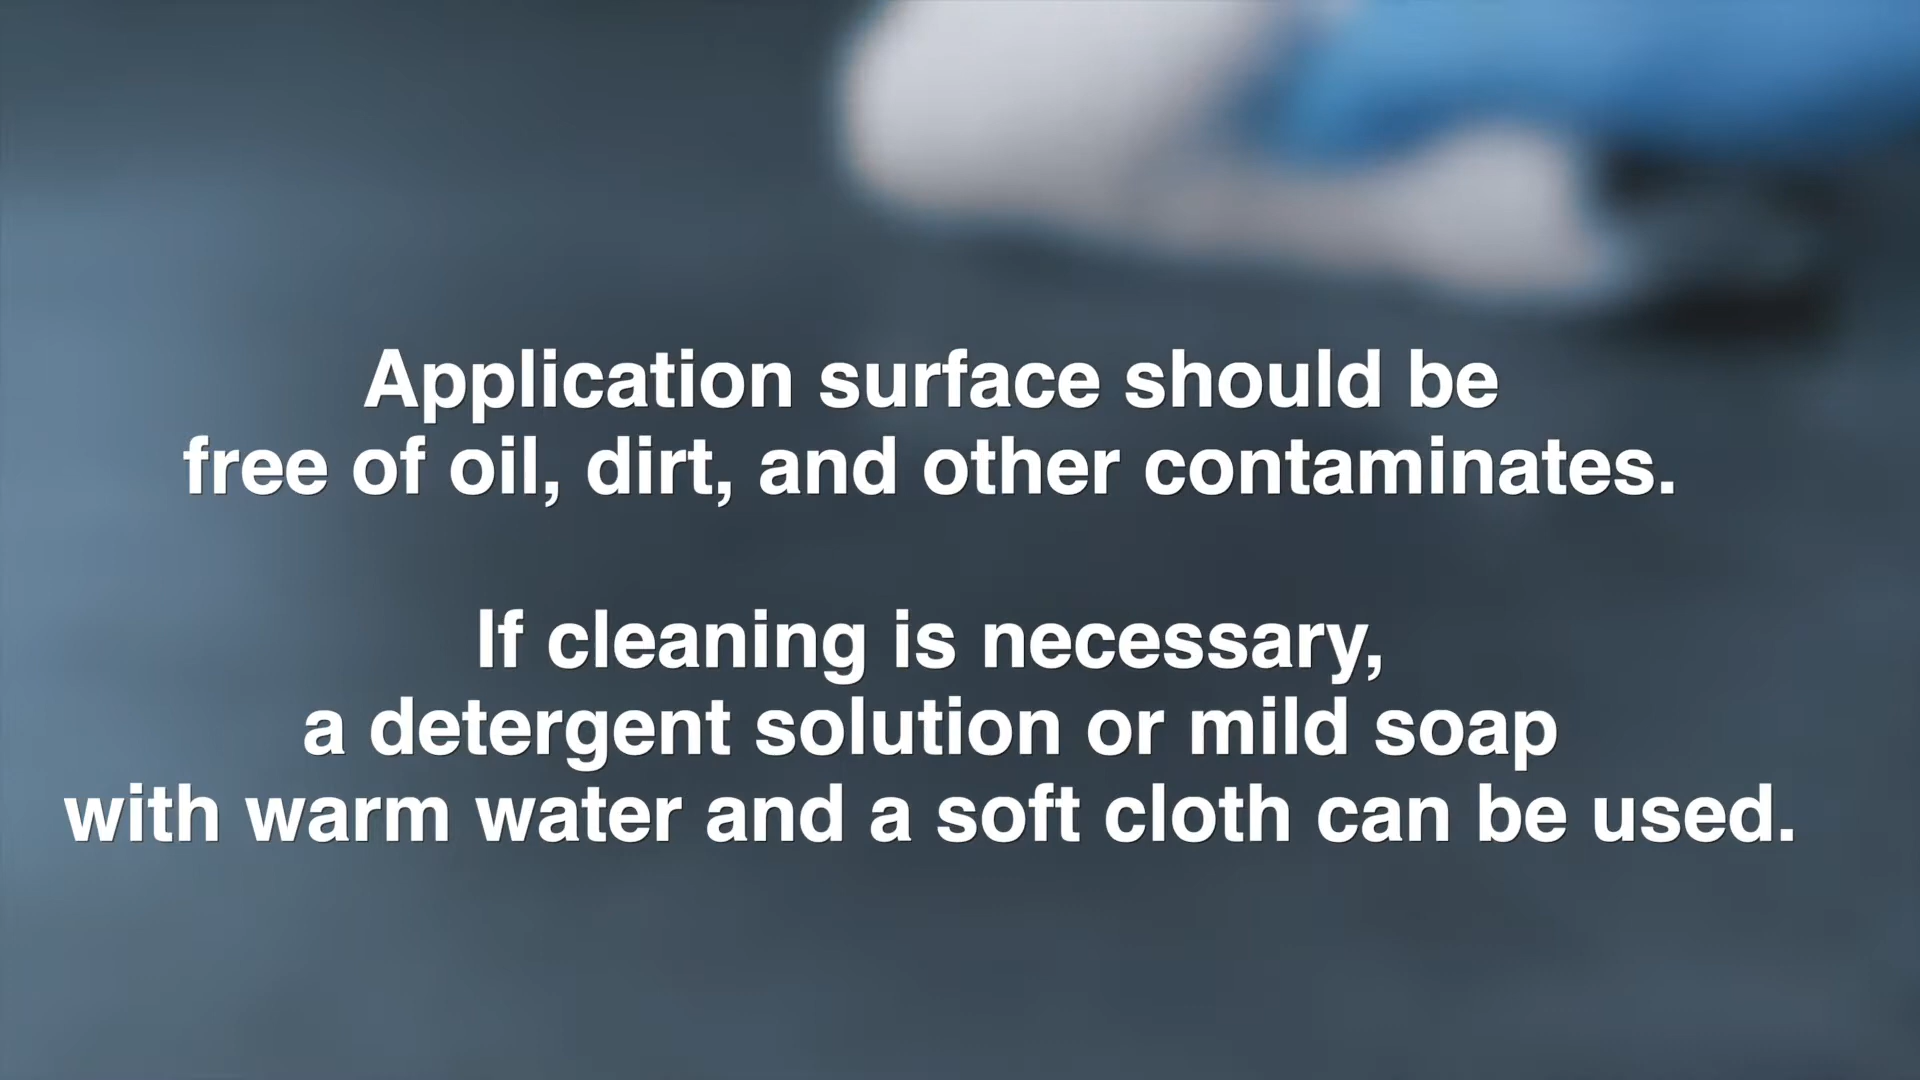 Application surface should be
free of oil, dirt, and other contaminates.
If cleaning is necessary,
a detergent solution or mild soap
with warm water and a soft cloth can be used.